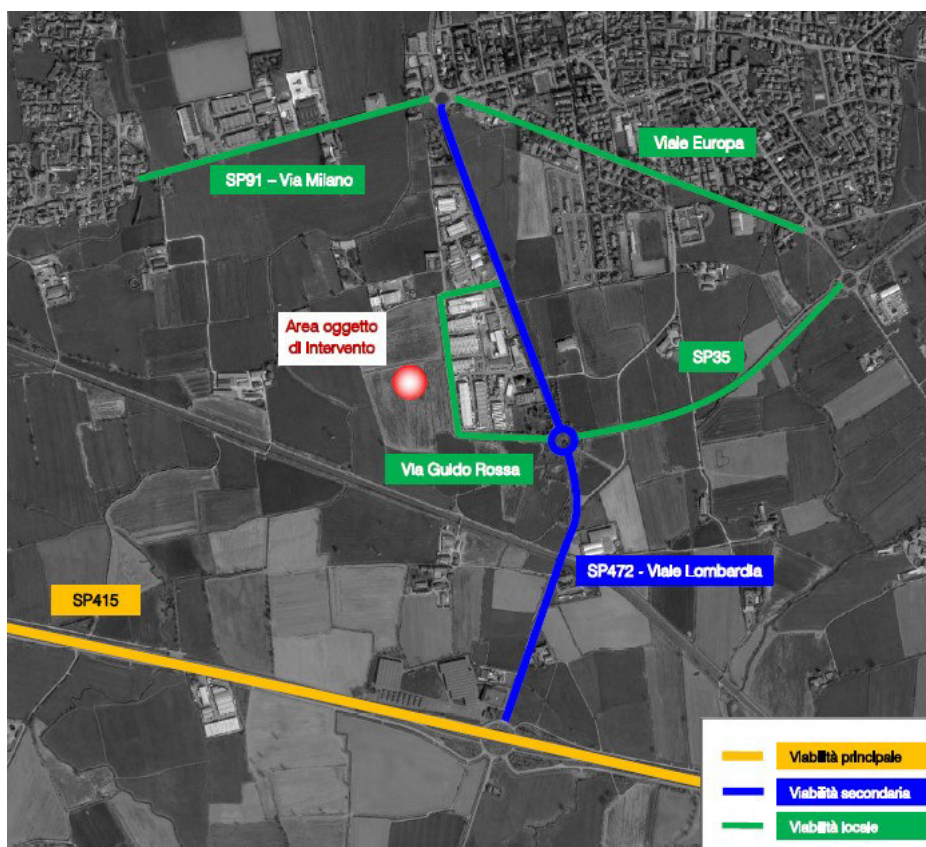 Viale Europa
SP91 – Via Milano
Area oggetto
di Intervento
SP35
Via Guido Rossa
SP472 - Viale Lombardia
SP415
Viabilità principale
Viabilità secondaria
Viabilità locale